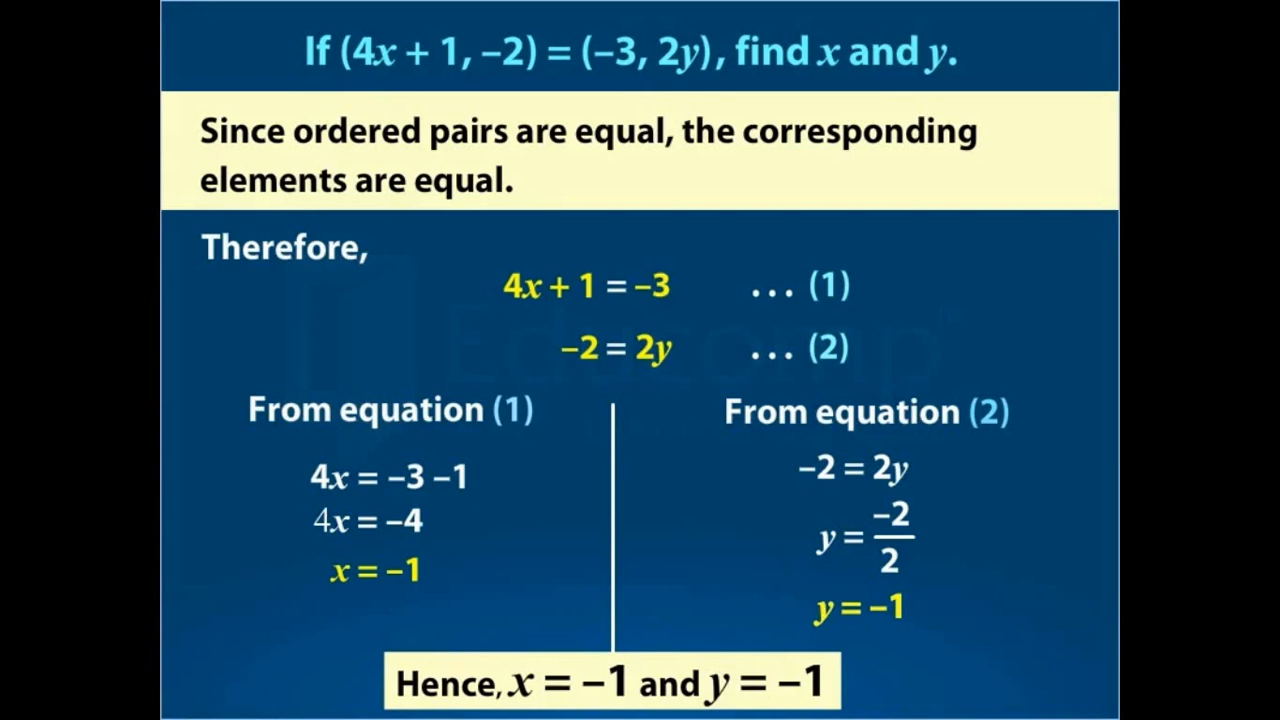 If (4x + 1, –2) = (–3, 2y), find x and y.
Since ordered pairs are equal, the corresponding
elements are equal.
Therefore,
4x + 1 = –3 ... (1)
–2 = 2y ... (2)
Educomp™
From equation (1)
4x = –3 –1
4x = –4
x = –1
From equation (2)
–2 = 2y
y = –2/2
y = –1
Hence, x = –1 and y = –1